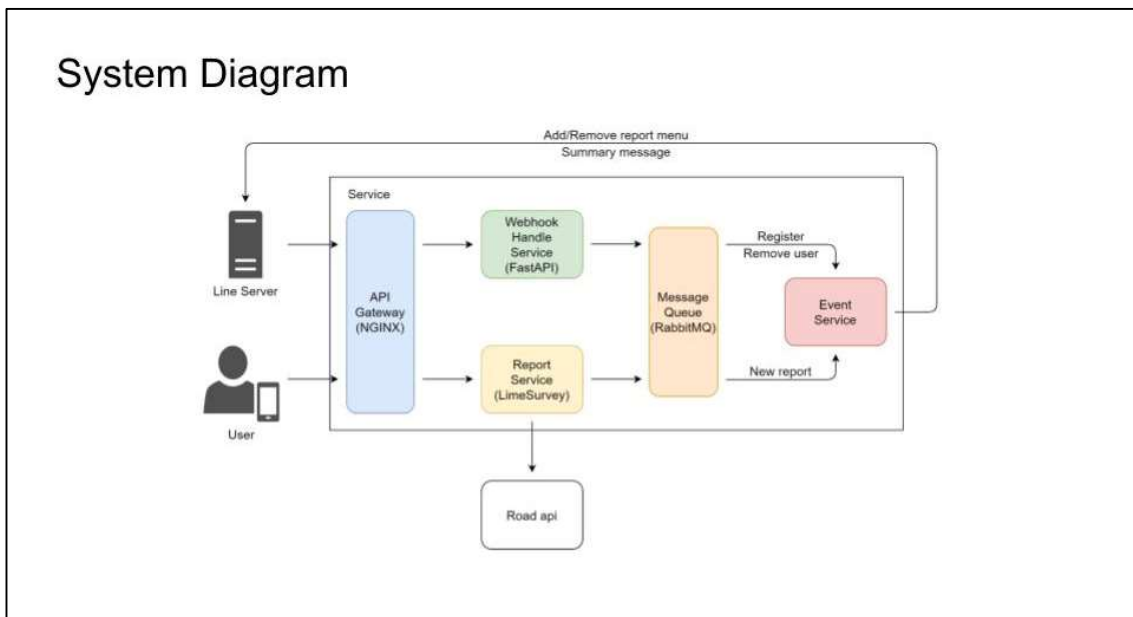 System Diagram
Add/Remove report menu
Summary message
Service
Line Server
User
API
Gateway
(NGINX)
Webhook
Handle
Service
(FastAPI)
Report
Service
(LimeSurvey)
Message
Queue
(RabbitMQ)
Register
Remove user
New report
Event
Service
Road api